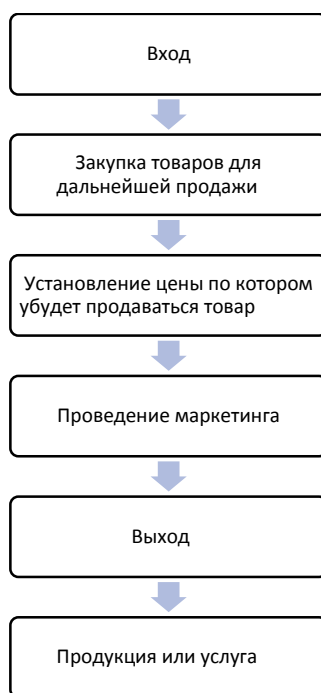 Вход
Закупка товаров для
дальнейшей продажи
Установление цены по котором
убудет продаваться товар
Проведение маркетинга
Выход
Продукция или услуга